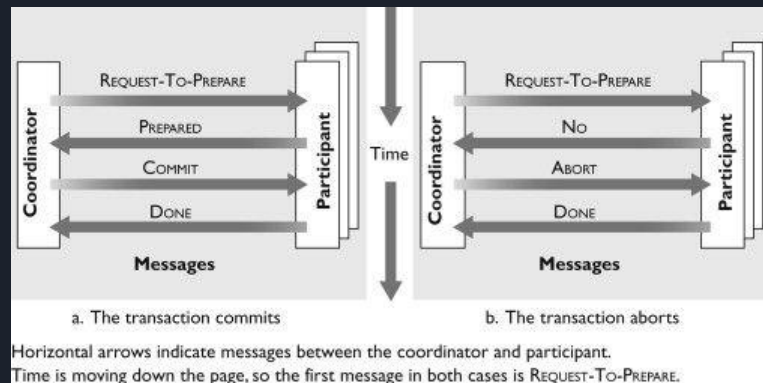 Coordinator
REQUEST-TO-PREPARE
PREPARED
COMMIT
DONE
Participant
Messages
a. The transaction commits
Time
Coordinator
REQUEST-TO-PREPARE
NO
ABORT
DONE
Participant
Messages
b. The transaction aborts
Horizontal arrows indicate messages between the coordinator and participant.
Time is moving down the page, so the first message in both cases is REQUEST-TO-PREPARE.